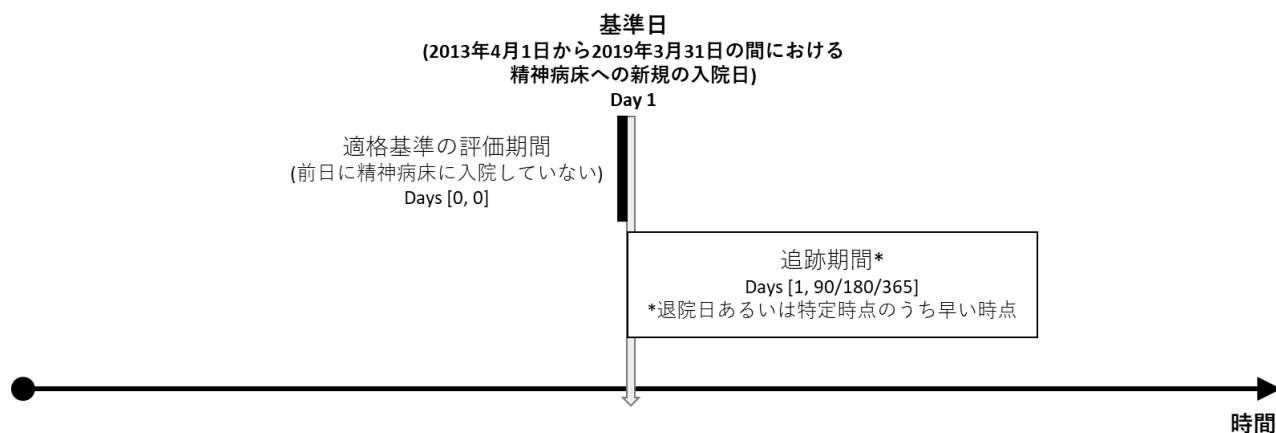 基準日
(2013年4月1日から2019年3月31日の間における
精神病床への新規の入院日)
Day 1
適格基準の評価期間
(前日に精神病床に入院していない)
Days [0, 0]
追跡期間*
Days [1, 90/180/365]
*退院日あるいは特定時点のうち早い時点
時間